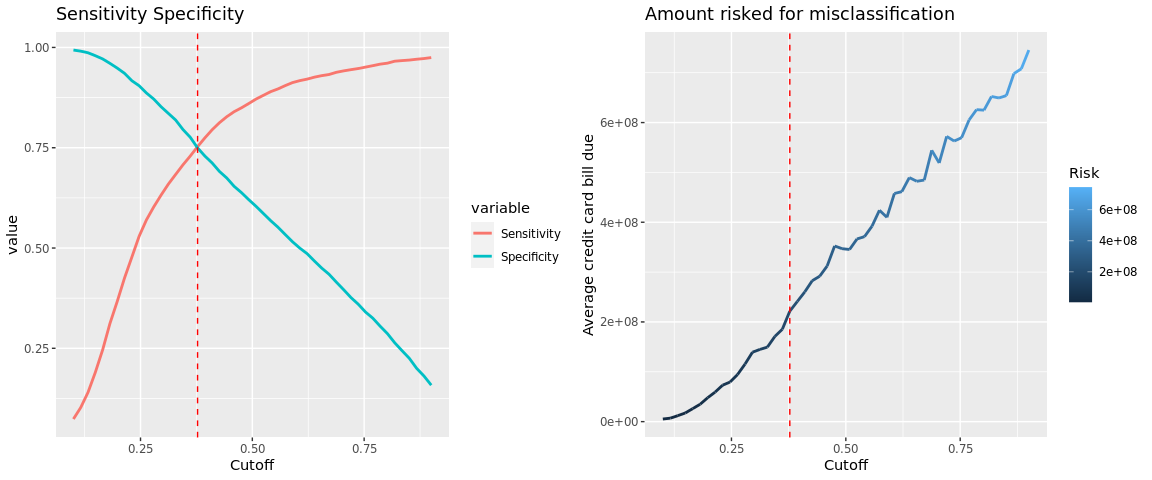 Sensitivity Specificity
value
1.00
0.75
0.50
0.25
0.25
0.50
0.75
Cutoff
variable
Sensitivity
Specificity
Amount risked for misclassification
Average credit card bill due
6e+08
4e+08
2e+08
0e+00
0.25
0.50
0.75
Cutoff
Risk
6e+08
4e+08
2e+08